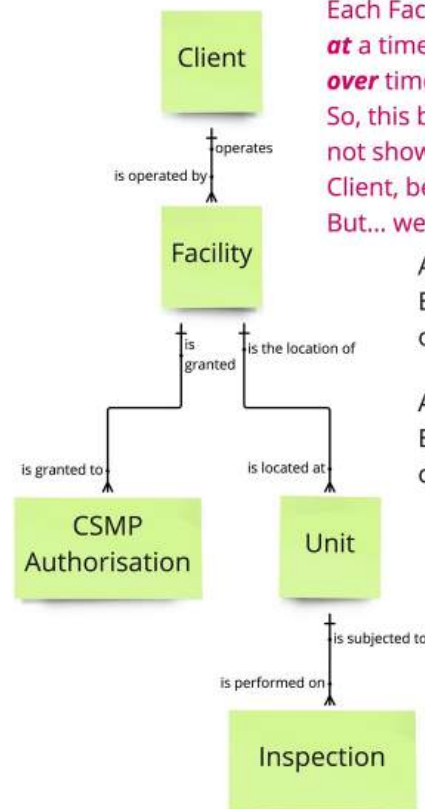 Each Fac
at a time
over tim
So, this b
not show
Client, be
But... we
Client
operates
is operated by
Facility
is
granted
is the location of
is granted to
is located at
CSMP
Authorisation
Unit
is subjected to
is performed on
Inspection